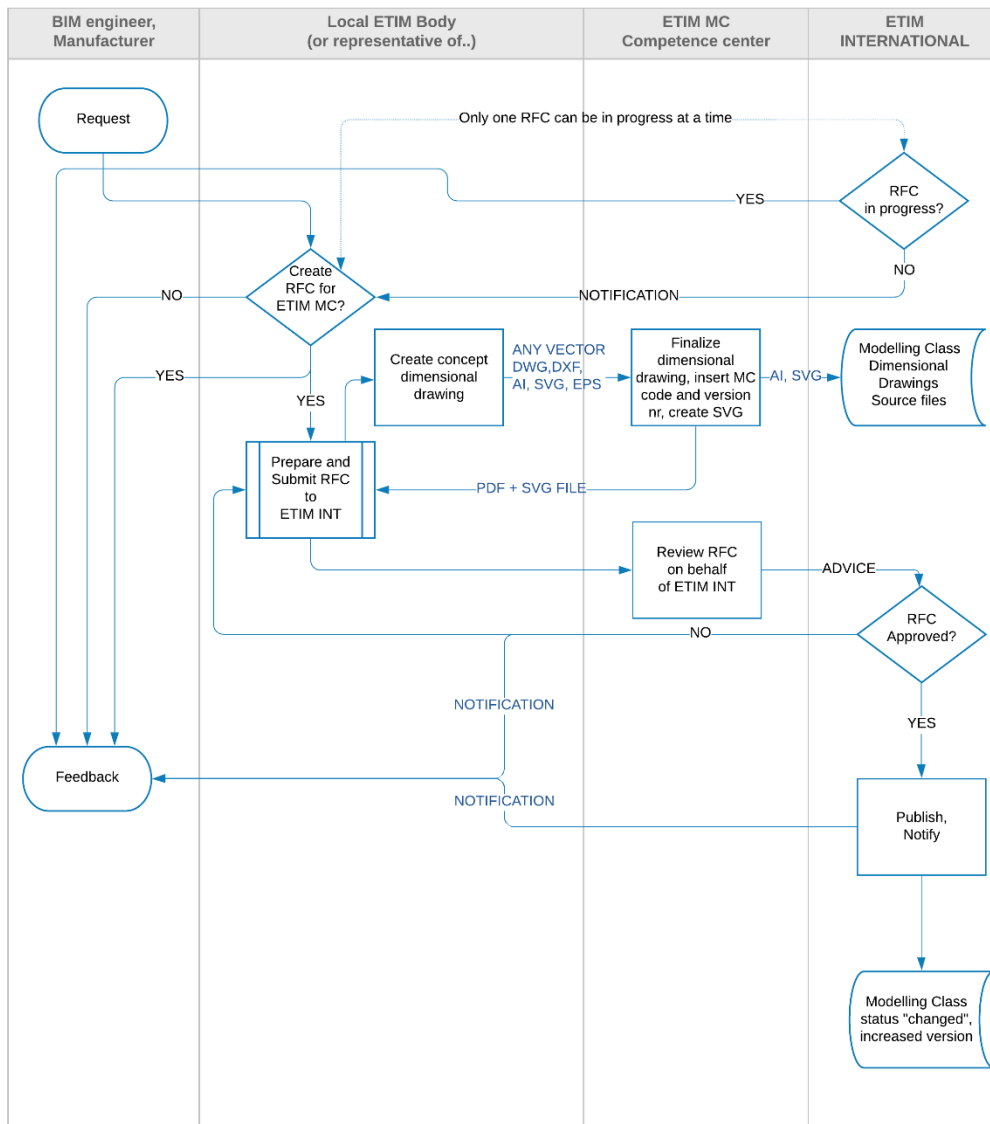 BIM engineer,
Manufacturer
Local ETIM Body
(or representative of..)
ETIM MC
Competence center
ETIM
INTERNATIONAL
Request
Only one RFC can be in progress at a time
RFC
in progress?
YES
NO
Create
RFC for
ETIM MC?
NO
NOTIFICATION
YES
YES
Create concept
dimensional
drawing
ANY VECTOR
DWG,DXF,
AI, SVG, EPS
Finalize
dimensional
drawing, insert MC
code and version
nr, create SVG
AI, SVG
Modelling Class
Dimensional
Drawings
Source files
Prepare and
Submit RFC
to
ETIM INT
PDF + SVG FILE
Review RFC
on behalf
of ETIM INT
ADVICE
RFC
Approved?
NO
NOTIFICATION
YES
Feedback
NOTIFICATION
Publish,
Notify
Modelling Class
status "changed",
increased version